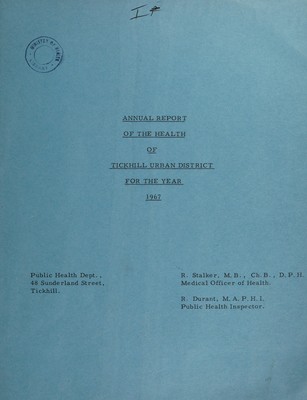 ANNUAL REPORT
OF THE HEALTH
OF
TICKHILL URBAN DISTRICT
FOR THE YEAR
1967
Public Health Dept.,
48 Sunderland Street,
Tickhill.
R. Stalker, M.B., Ch.B., D.P.H.
Medical Officer of Health.
R. Duract, M.A.P.H.I.
Public Health Inspector.